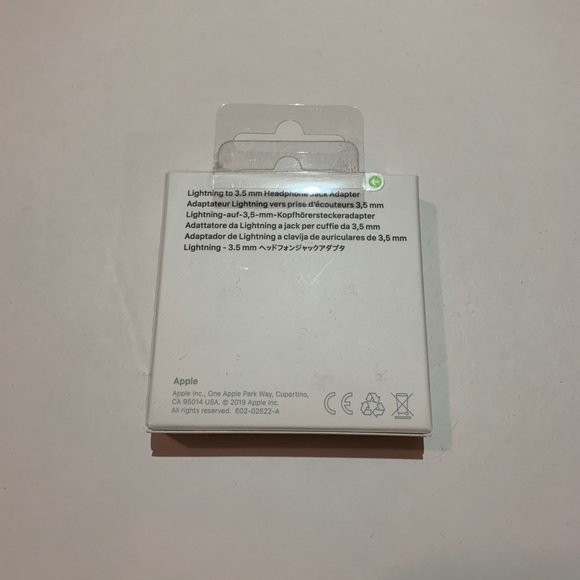 Lightning to 3.5 mm Headphone Jack Adapter
Adaptateur Lightning vers prise d'écouteurs 3,5 mm
Lightning-auf-3,5-mm-Kopfhörersteckeradapter
Adattatore da Lightning a jack per cuffie da 3,5 mm
Adaptador de Lightning a clavija de auriculares de 3,5 mm
Lightning - 3.5 mm ヘッドフォンジャックアダプタ
Apple
Apple Inc., One Apple Park Way, Cupertino,
CA 95014 USA. © 2019 Apple Inc.
All rights reserved. 602-02622-A
CE